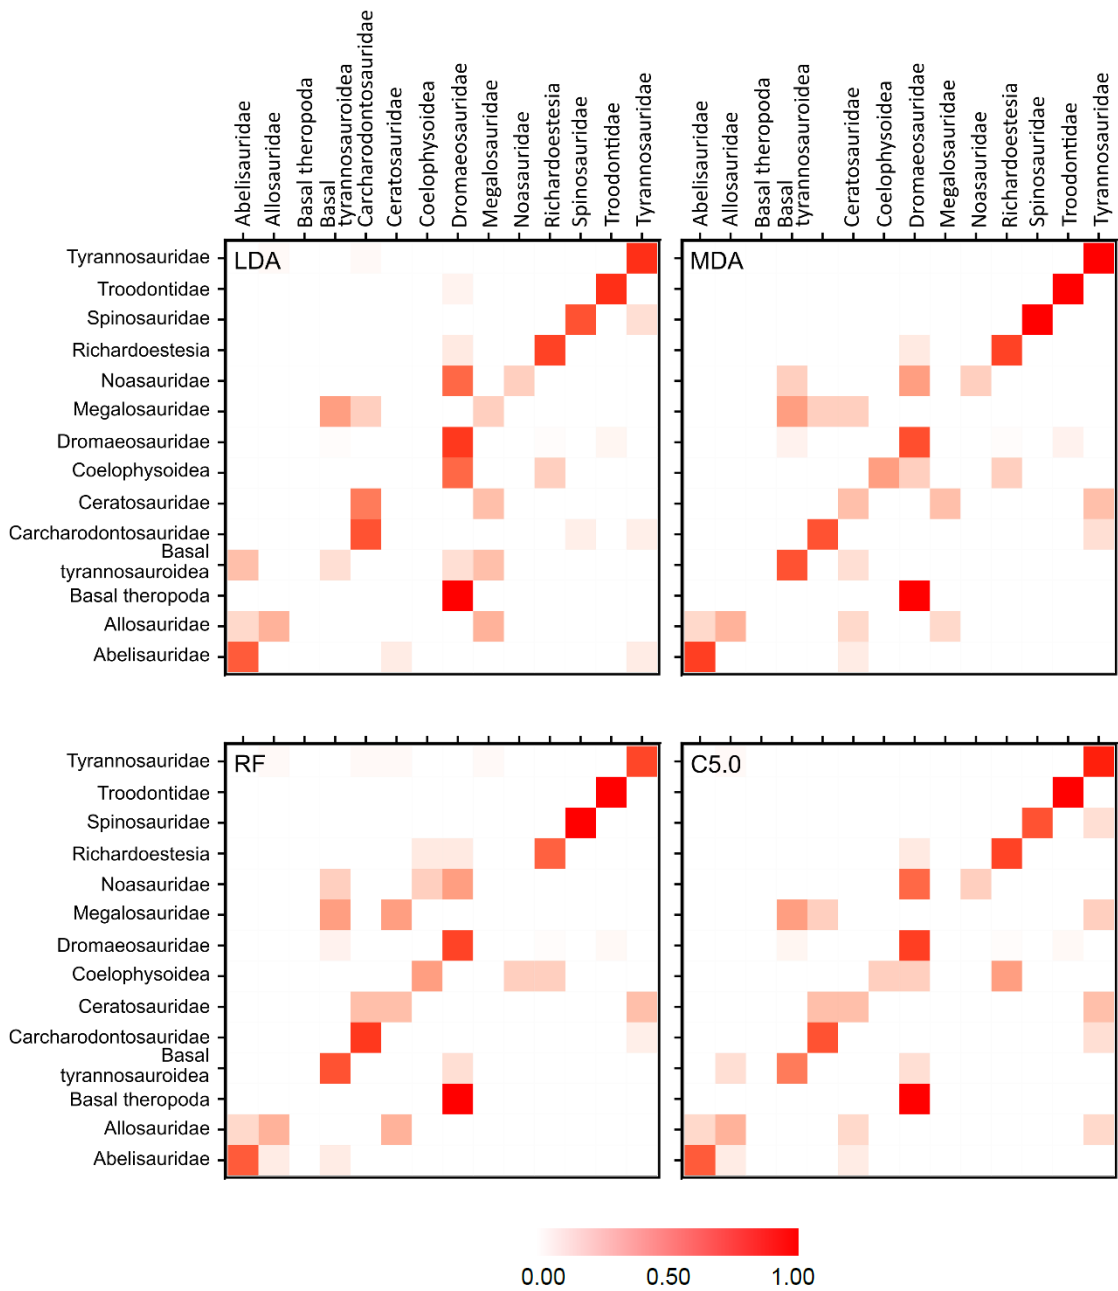 Abelisauridae
Allosauridae
Basal theropoda
Basal
tyrannosauroidea
Carcharodontosauridae
Ceratosauridae
Coelophysoidea
Dromaeosauridae
Megalosauridae
Noasauridae
Richardoestesia
Spinosauridae
Troodontidae
Tyrannosauridae
Abelisauridae
Allosauridae
Basal theropoda
Basal
tyrannosauroidea
Ceratosauridae
Coelophysoidea
Dromaeosauridae
Megalosauridae
Noasauridae
Richardoestesia
Spinosauridae
Troodontidae
Tyrannosauridae
LDA
MDA
Tyrannosauridae
Troodontidae
Spinosauridae
Richardoestesia
Noasauridae
Megalosauridae
Dromaeosauridae
Coelophysoidea
Ceratosauridae
Carcharodontosauridae
Basal
tyrannosauroidea
Basal theropoda
Allosauridae
Abelisauridae
RF
C5.0
Tyrannosauridae
Troodontidae
Spinosauridae
Richardoestesia
Noasauridae
Megalosauridae
Dromaeosauridae
Coelophysoidea
Ceratosauridae
Carcharodontosauridae
Basal
tyrannosauroidea
Basal theropoda
Allosauridae
Abelisauridae
0.00 0.50 1.00